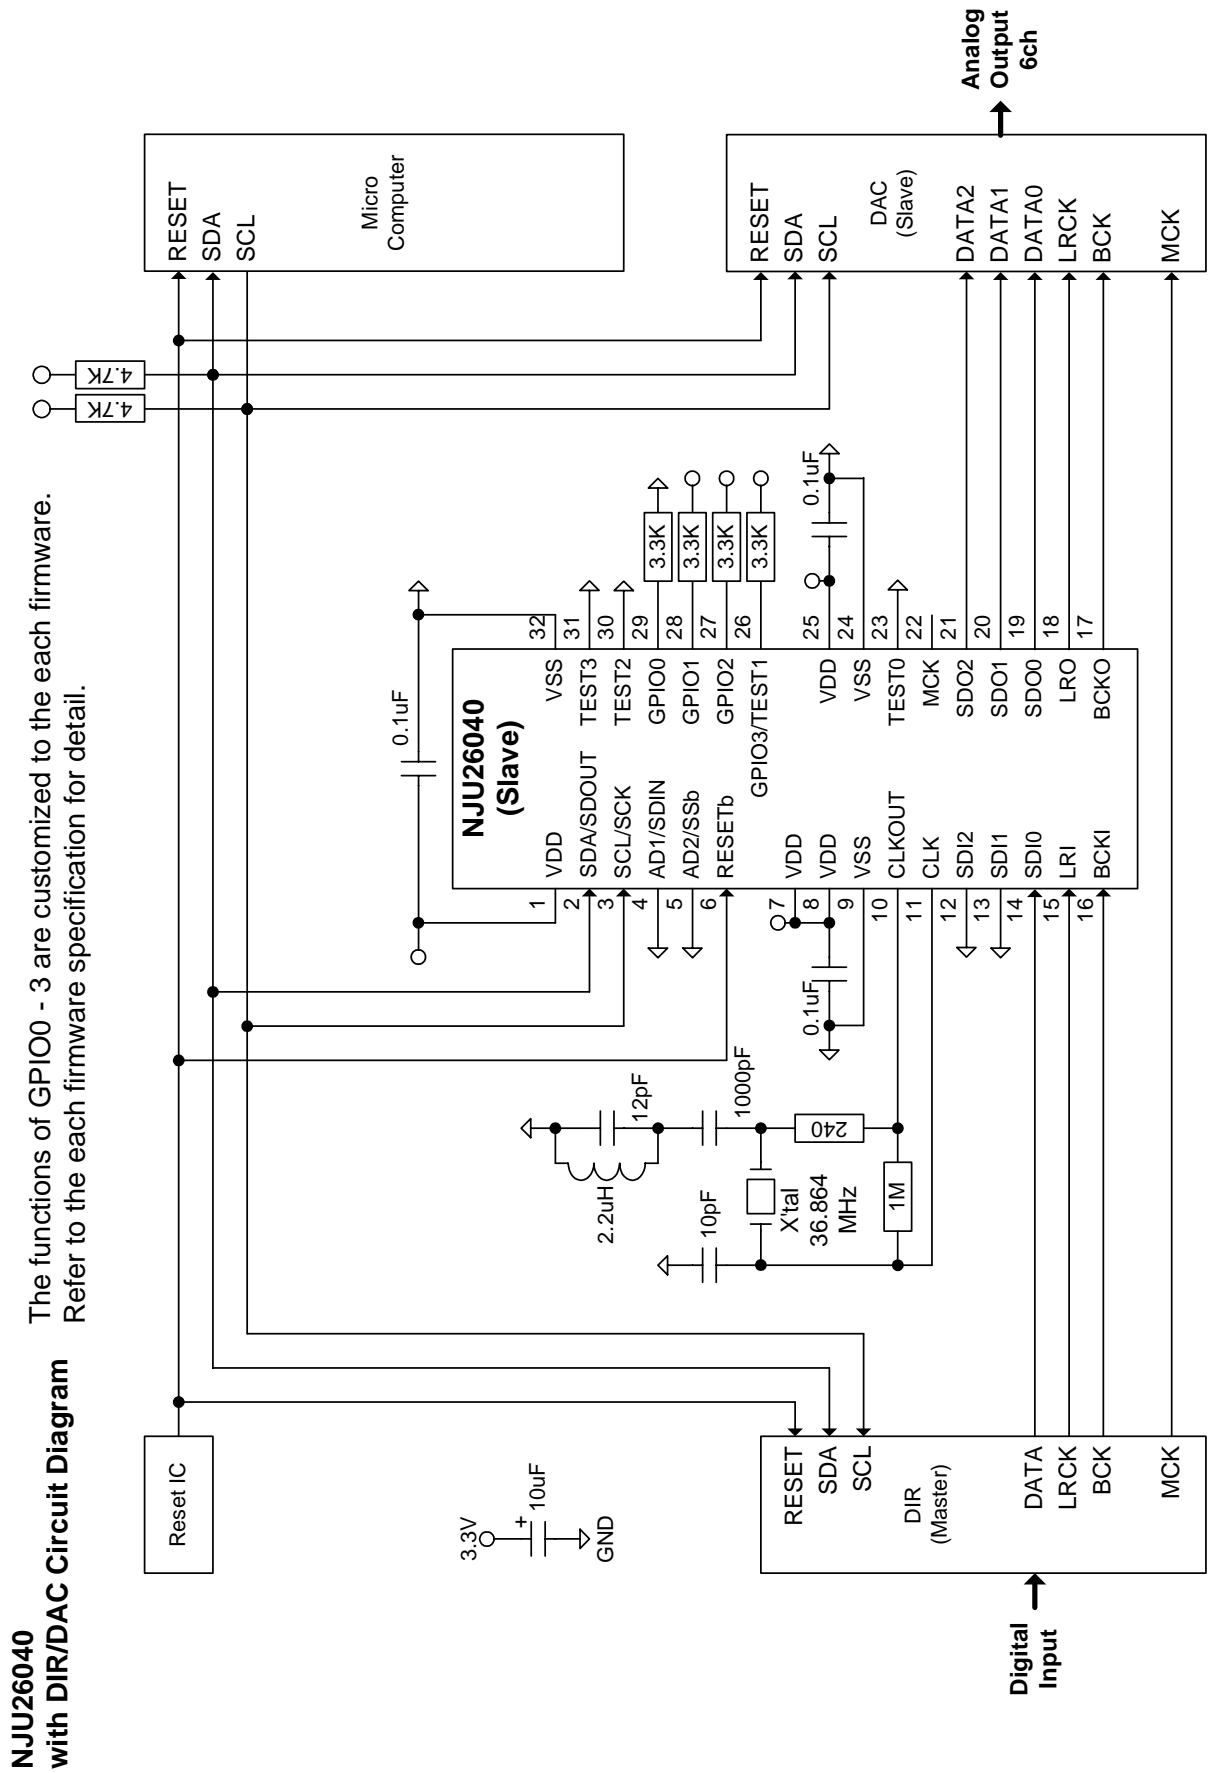 NJU26040
with DIR/DAC Circuit Diagram
The functions of GPIO0 - 3 are customized to the each firmware.
Refer to the each firmware specification for detail.
Reset IC
4.7K
4.7K
RESET
SDA
SCL
Micro
Computer
3.3V
+
10uF
GND
0.1uF
NJU26040
(Slave)
1
VDD
2
SDA/SDOUT
3
SCL/SCK
4
AD1/SDIN
5
AD2/SSb
6
RESETb
7
VDD
8
VDD
9
VSS
10
CLKOUT
11
CLK
12
SDI2
13
SDI1
14
SDI0
15
LRI
16
BCKI
VSS
32
TEST3
31
TEST2
30
GPIO0
29
GPIO1
28
GPIO2
27
GPIO3/TEST1
26
VDD
25
VSS
24
TEST0
23
MCK
22
SDO2
21
SDO1
20
SDO0
19
LRO
18
BCKO
17
3.3K
3.3K
3.3K
3.3K
0.1uF
0.1uF
2.2uH
12pF
1000pF
10pF
X'tal
36.864
MHz
240
1M
Digital
Input
RESET
SDA
SCL
DIR
(Master)
DATA
LRCK
BCK
MCK
RESET
SDA
SCL
DAC
(Slave)
DATA2
DATA1
DATA0
LRCK
BCK
MCK
Analog
Output
6ch